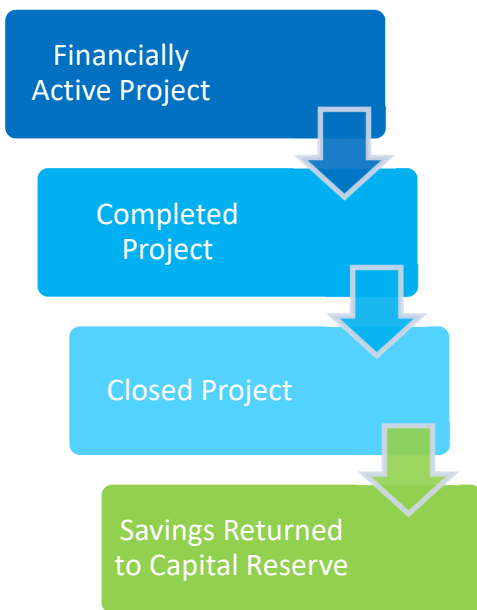 Financially
Active Project
Completed
Project
Closed Project
Savings Returned
to Capital Reserve